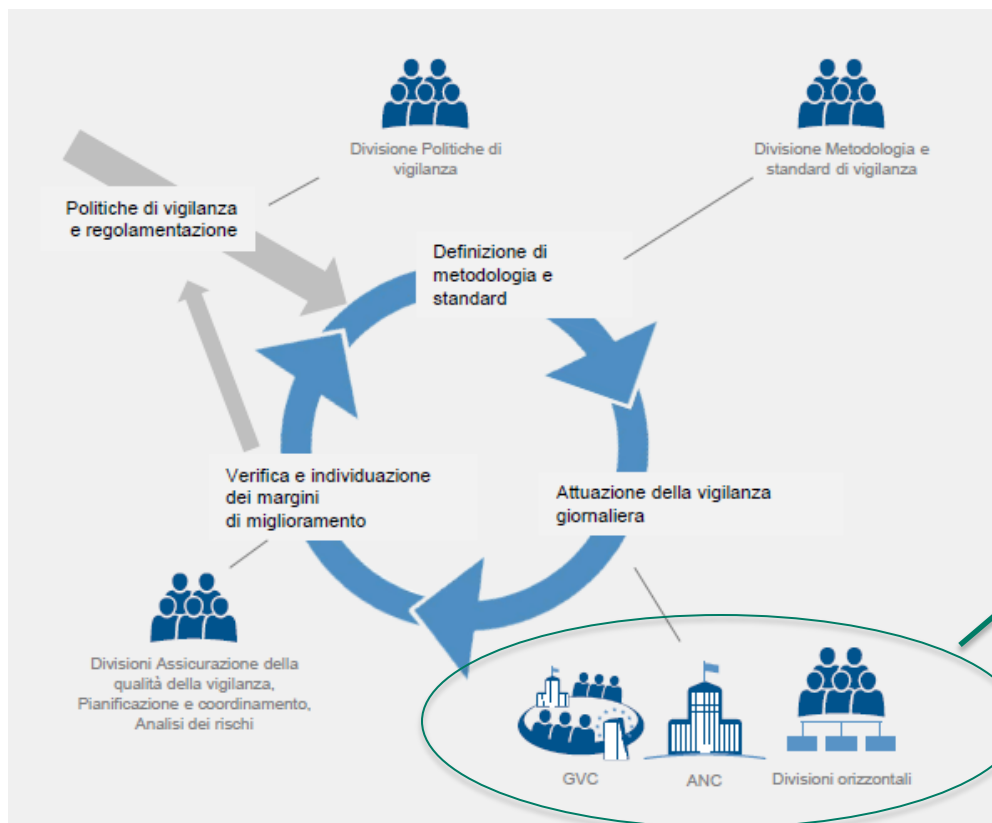 Divisione Politiche di
vigilanza
Divisione Metodologia e
standard di vigilanza
Politiche di vigilanza
e regolamentazione
Definizione di
metodologia e
standard
Verifica e individuazione
dei margini
di miglioramento
Attuazione della vigilanza
giornaliera
Divisioni Assicurazione della
qualità della vigilanza,
Pianificazione e coordinamento,
Analisi dei rischi
GVC
ANC
Divisioni orizzontali